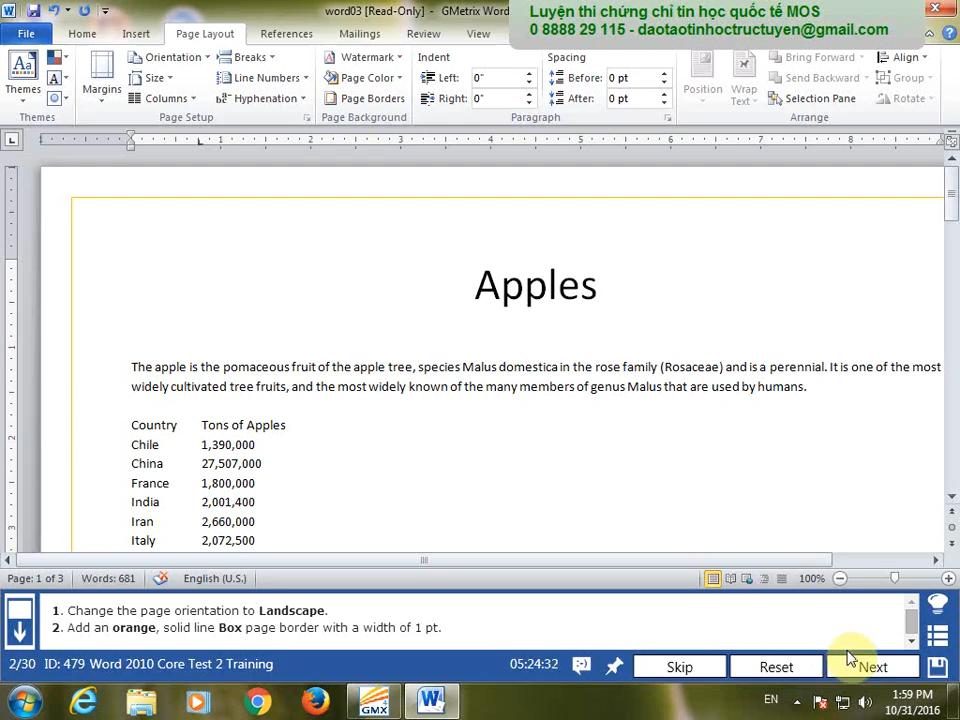 word03 [Read-Only] - GMetrix Word
Luyện thi chứng chỉ tin học quốc tế MOS
0 8888 29 115 - daotaotinhoctructuyen@gmail.com
File Home Insert Page Layout References Mailings Review View
Themes
Themes
Margins
Orientation
Size
Columns
Breaks
Line Numbers
Hyphenation
Page Setup
Watermark
Page Color
Page Borders
Page Background
Indent
Left: 0"
Right: 0"
Spacing
Before: 0 pt
After: 0 pt
Paragraph
Position
Wrap
Text
Bring Forward
Send Backward
Selection Pane
Align
Group
Rotate
Arrange
1 2 3 4 5 6 7 8
Apples
The apple is the pomaceous fruit of the apple tree, species Malus domestica in the rose family (Rosaceae) and is a perennial. It is one of the most
widely cultivated tree fruits, and the most widely known of the many members of genus Malus that are used by humans.
Country Tons of Apples
Chile 1,390,000
China 27,507,000
France 1,800,000
India 2,001,400
Iran 2,660,000
Italy 2,072,500
Page: 1 of 3 Words: 681 English (U.S.) 100%
1. Change the page orientation to Landscape.
2. Add an orange, solid line Box page border with a width of 1 pt.
2/30 ID: 479 Word 2010 Core Test 2 Training 05:24:32 Skip Reset Next
GMX EN 1:59 PM
10/31/2016